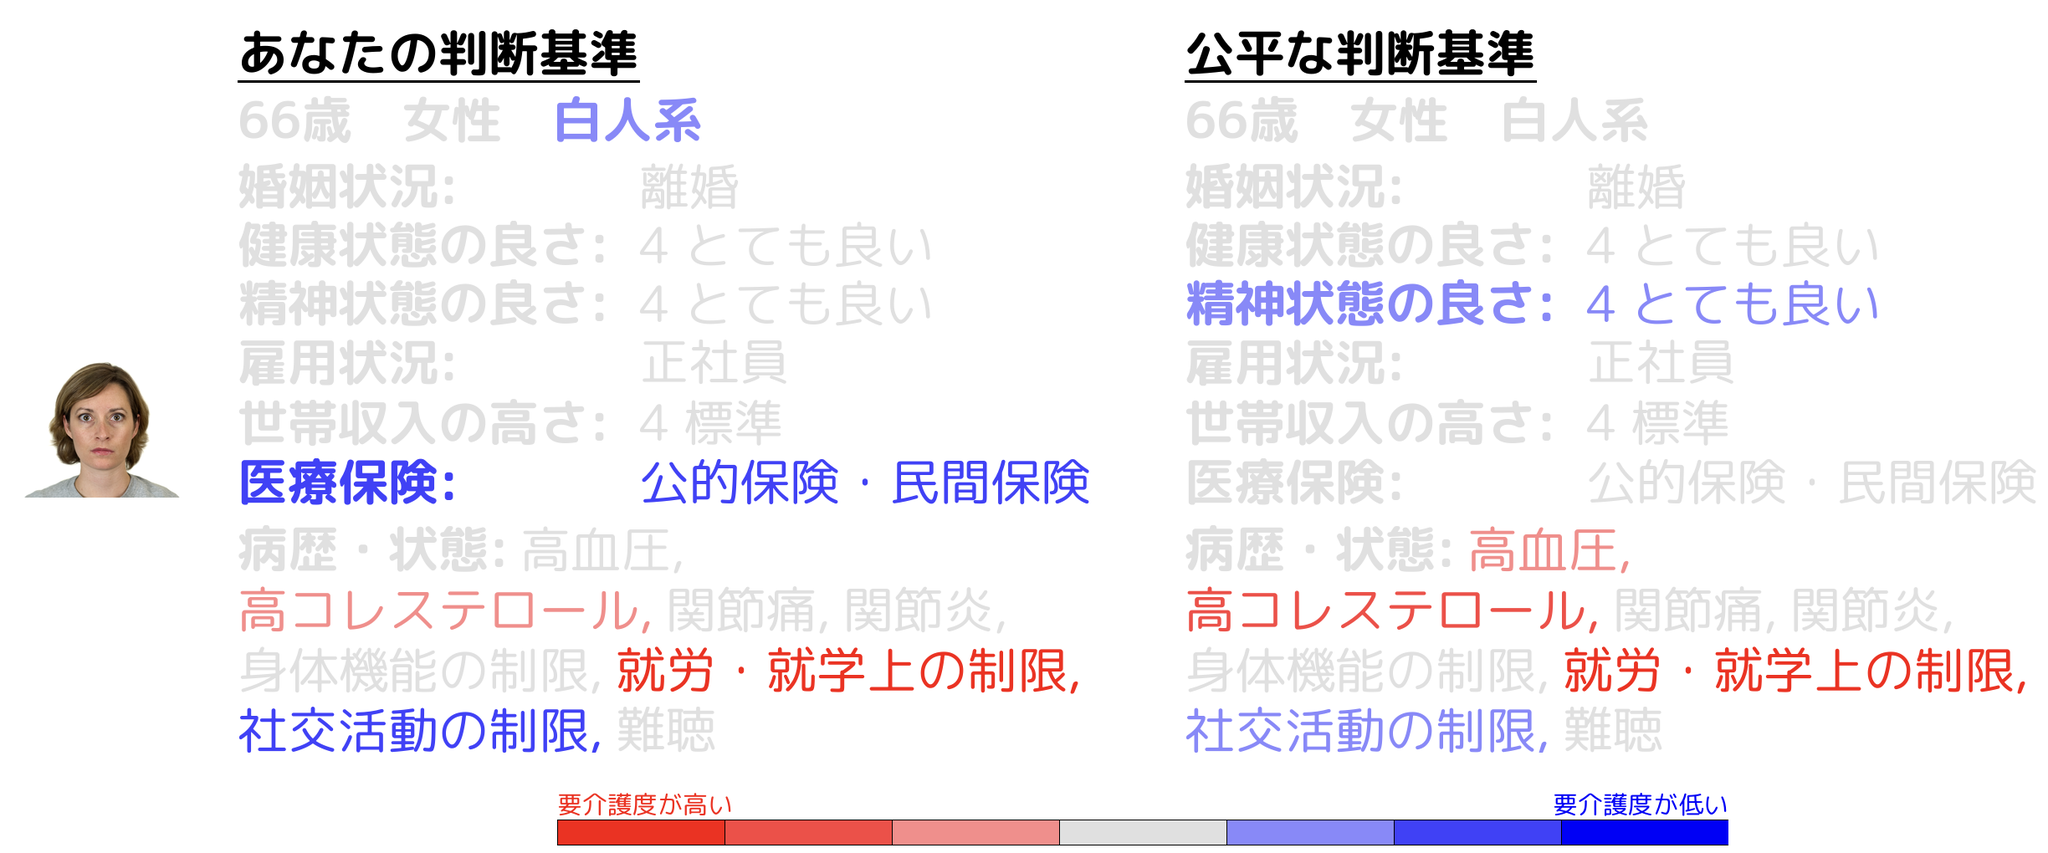 あなたの判断基準
66歳 女性 白人系
婚姻状況: 離婚
健康状態の良さ: 4 とても良い
精神状態の良さ: 4 とても良い
雇用状況: 正社員
世帯収入の高さ: 4 標準
医療保険: 公的保険・民間保険
病歴・状態: 高血圧,
高コレステロール, 関節痛, 関節炎,
身体機能の制限, 就労・就学上の制限,
社交活動の制限, 難聴
公平な判断基準
66歳 女性 白人系
婚姻状況: 離婚
健康状態の良さ: 4 とても良い
精神状態の良さ: 4 とても良い
雇用状況: 正社員
世帯収入の高さ: 4 標準
医療保険: 公的保険・民間保険
病歴・状態: 高血圧,
高コレステロール, 関節痛, 関節炎,
身体機能の制限, 就労・就学上の制限,
社交活動の制限, 難聴
要介護度が高い
要介護度が低い